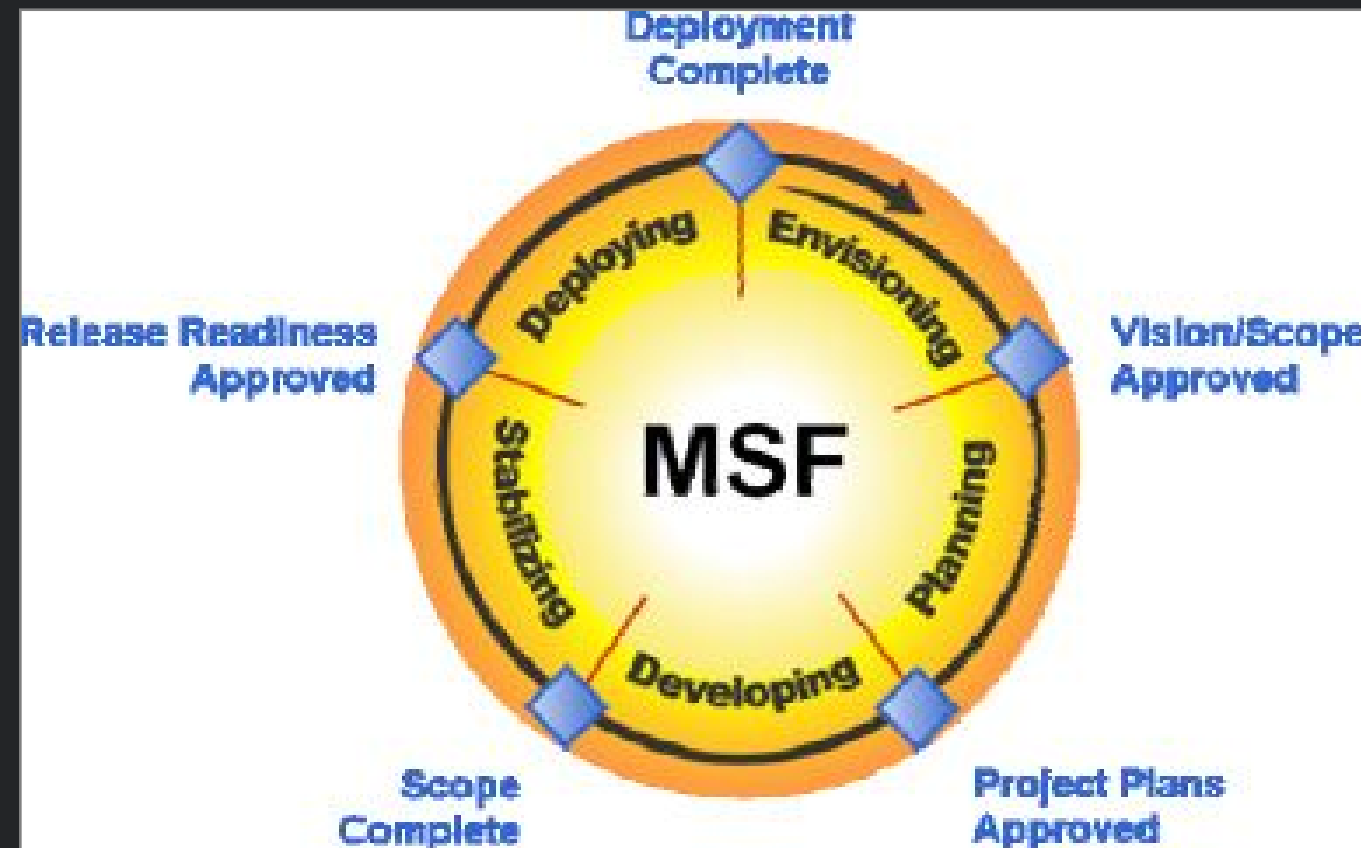 Deployment
Complete
Deploying
Envisioning
Release Readiness
Approved
Vision/Scope
Approved
MSF
Stabilizing
Planning
Developing
Scope
Complete
Project Plans
Approved